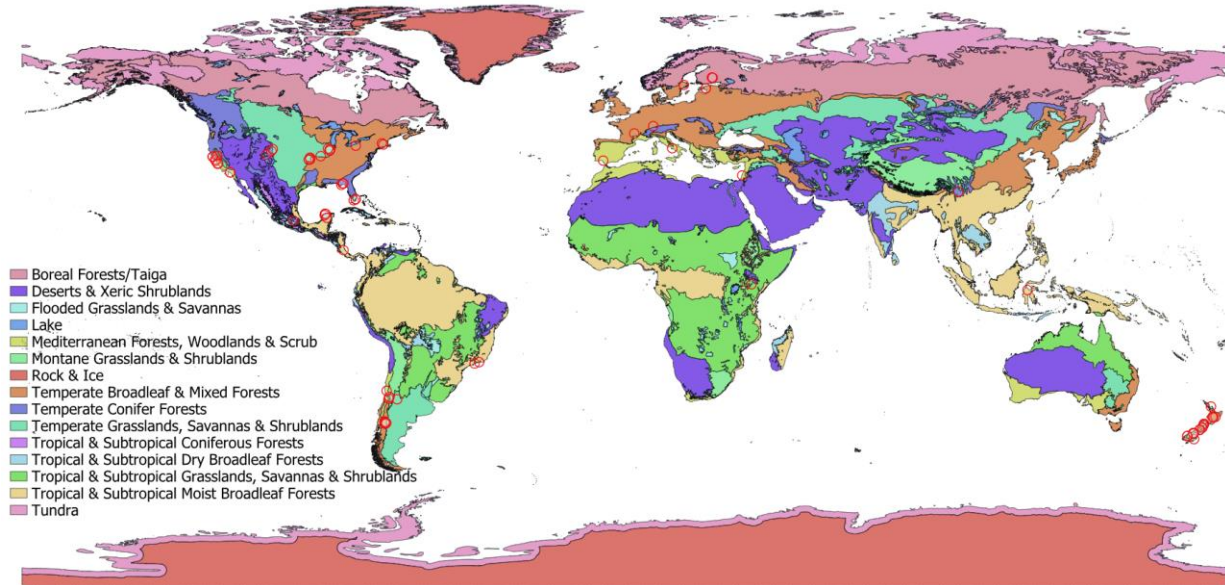 Boreal Forests/Taiga
Deserts & Xeric Shrublands
Flooded Grasslands & Savannas
Lake
Mediterranean Forests, Woodlands & Scrub
Montane Grasslands & Shrublands
Rock & Ice
Temperate Broadleaf & Mixed Forests
Temperate Conifer Forests
Temperate Grasslands, Savannas & Shrublands
Tropical & Subtropical Coniferous Forests
Tropical & Subtropical Dry Broadleaf Forests
Tropical & Subtropical Grasslands, Savannas & Shrublands
Tropical & Subtropical Moist Broadleaf Forests
Tundra